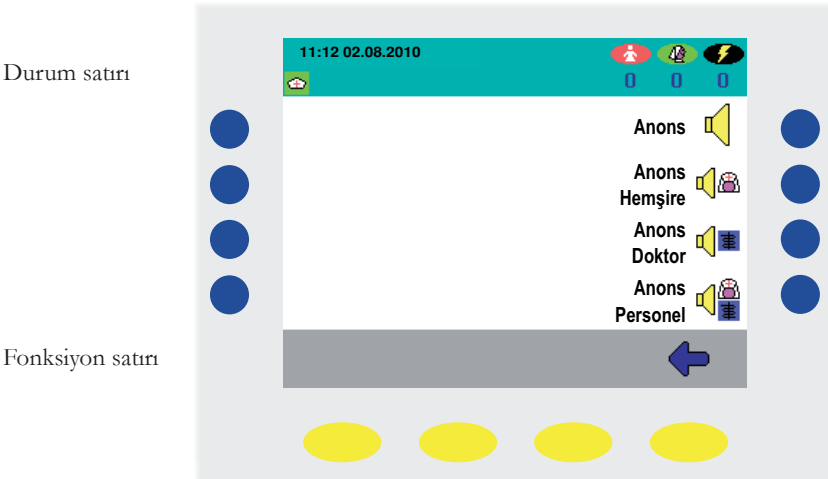 11:12 02.08.2010
Durum satırı
0 0 0
Anons
Anons
Hemşire
Anons
Doktor
Anons
Personel
Fonksiyon satırı